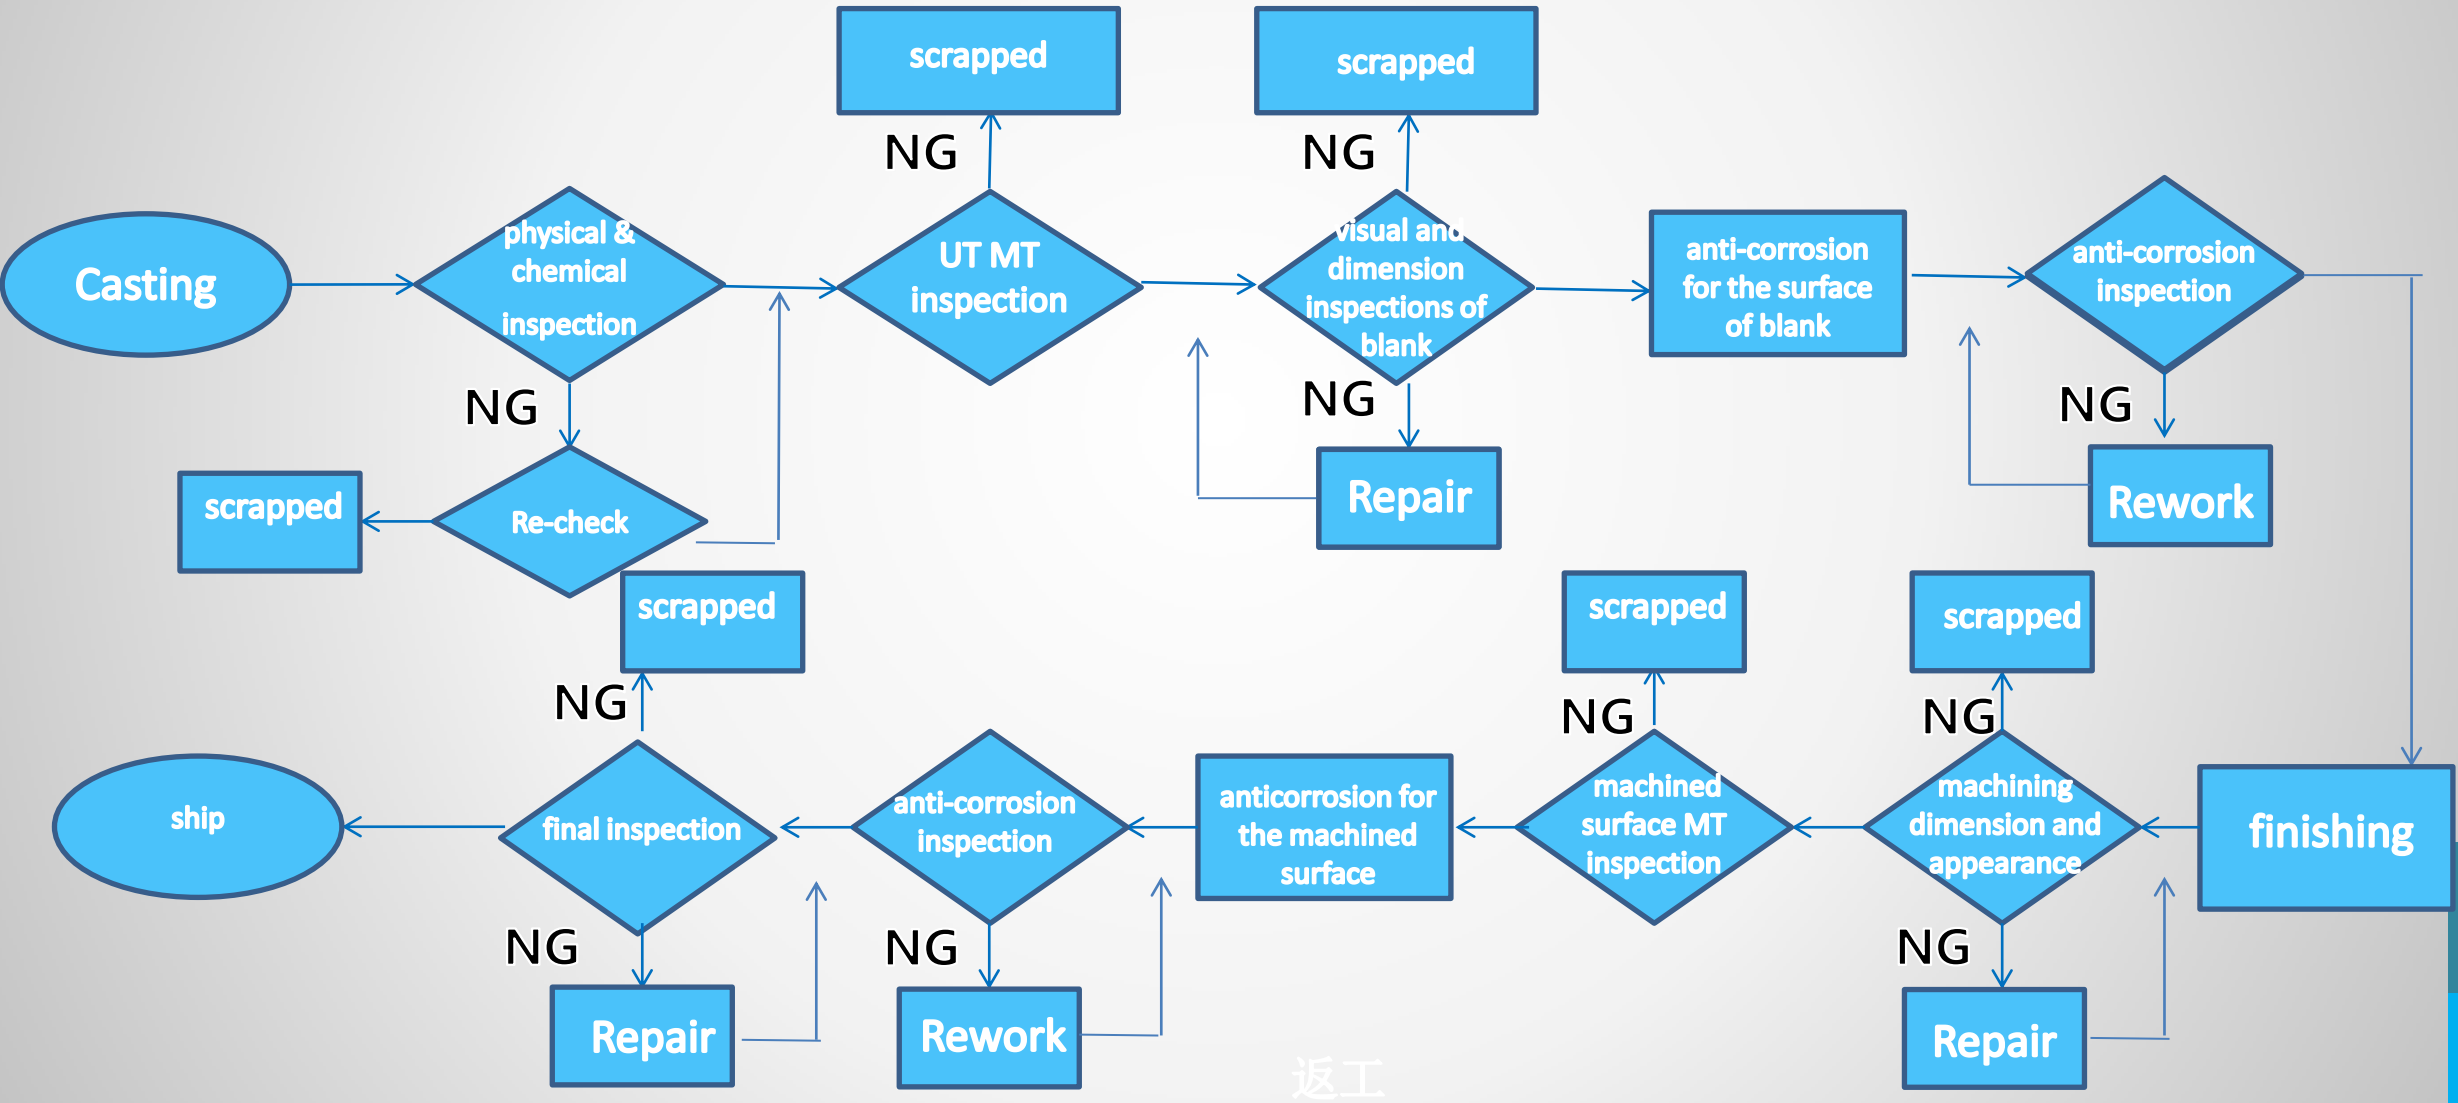 scrapped
scrapped
NG
NG
Casting
physical &
chemical
inspection
UT MT
inspection
visual and
dimension
inspections of
blank
anti-corrosion
for the surface
of blank
anti-corrosion
inspection
NG
NG
NG
scrapped
Re-check
Repair
Rework
scrapped
scrapped
scrapped
NG
NG
NG
ship
final inspection
anti-corrosion
inspection
anticorrosion for
the machined
surface
machined
surface MT
inspection
machining
dimension and
appearance
finishing
NG
NG
NG
Repair
Rework
Repair
返工